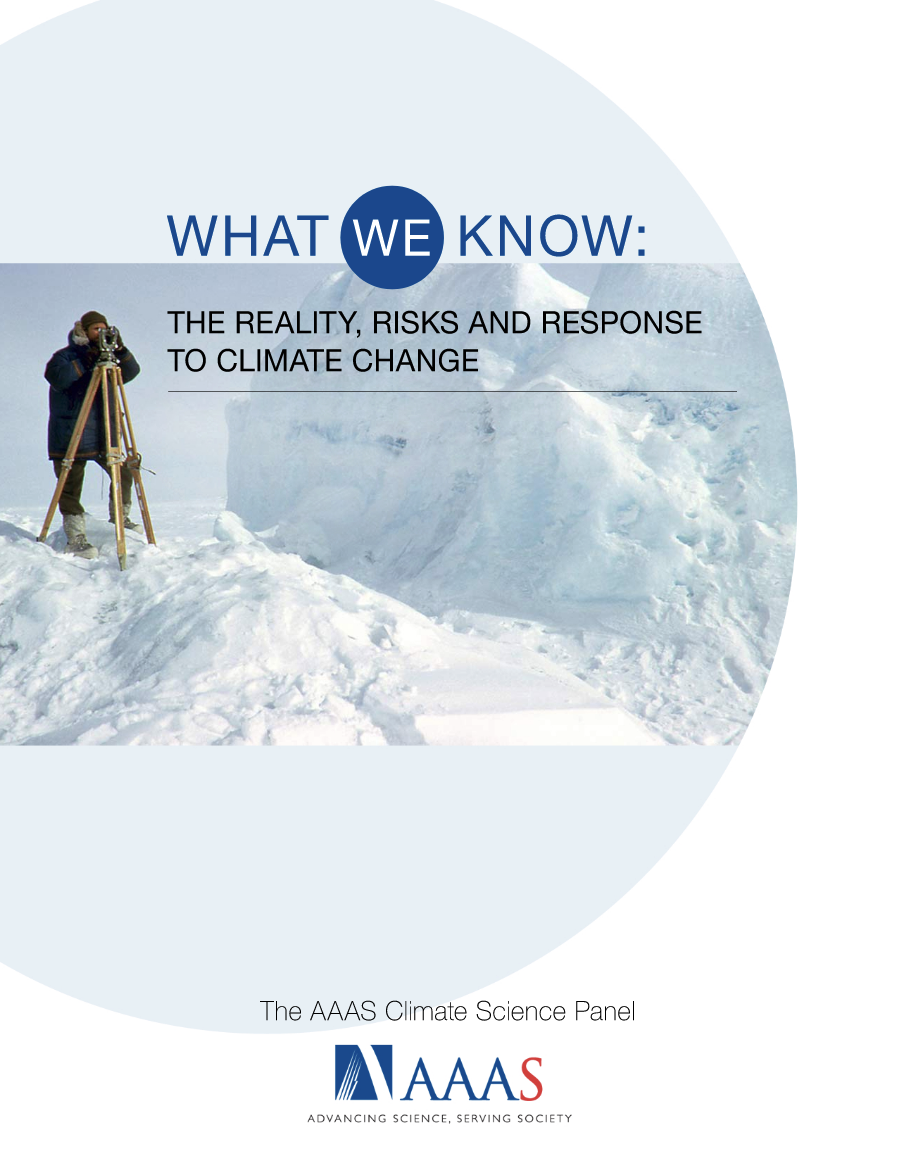 WHAT WE KNOW:
THE REALITY, RISKS AND RESPONSE
TO CLIMATE CHANGE
The AAAS Climate Science Panel
AAAS
ADVANCING SCIENCE, SERVING SOCIETY